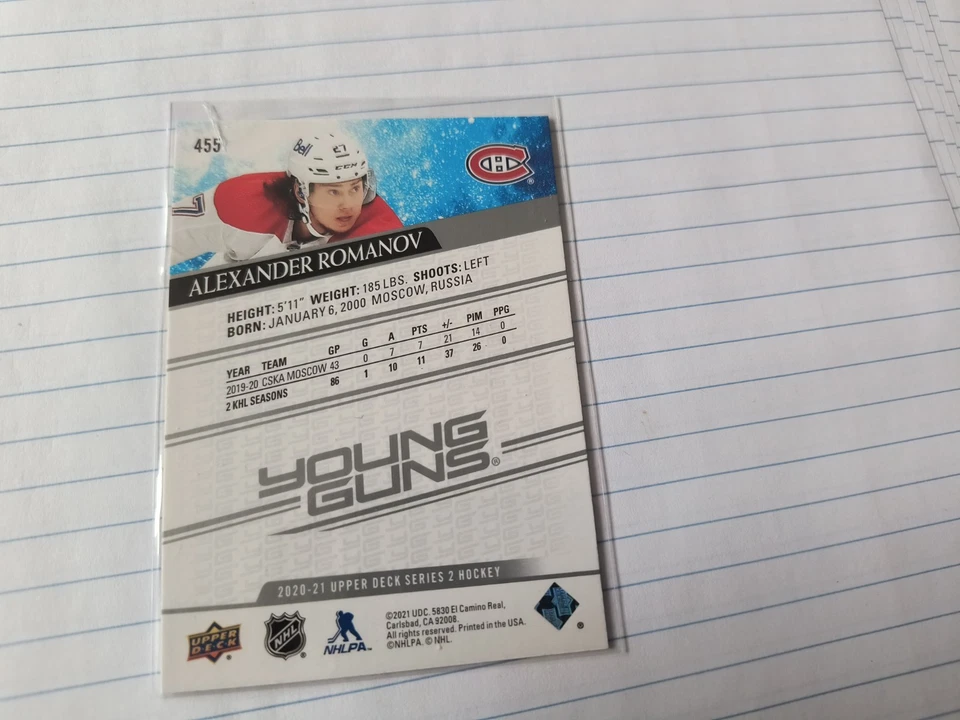 455
Bell
27
CCM
7
ALEXANDER ROMANOV
HEIGHT: 5'11" WEIGHT: 185 LBS. SHOOTS: LEFT
BORN: JANUARY 6, 2000 MOSCOW, RUSSIA
YEAR TEAM GP G A PTS +/- PIM PPG
2019-20 CSKA MOSCOW 43 0 7 7 21 14 0
2 KHL SEASONS 86 1 10 11 37 26 0
YOUNG
GUNS®
2020-21 UPPER DECK SERIES 2 HOCKEY
UPPER
DECK
NHL
NHLPA™
©2021 UDC. 5830 El Camino Real,
Carlsbad, CA 92008.
All rights reserved. Printed in the USA.
©NHLPA. © NHL.